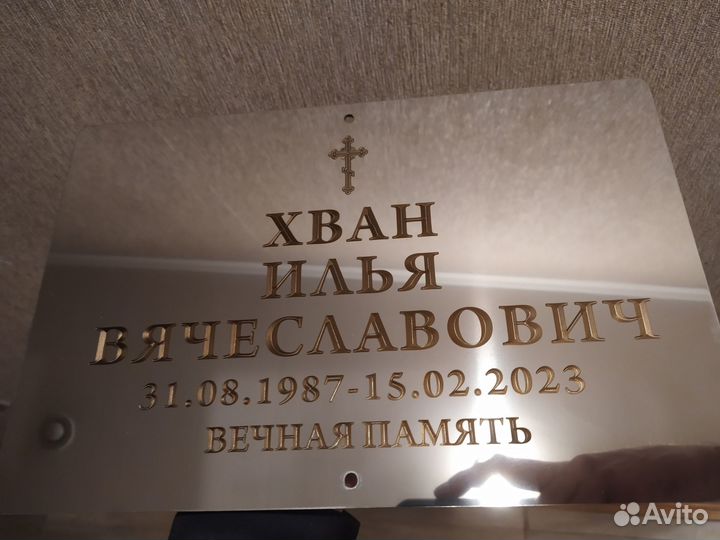 ХВАН
ИЛЬЯ
ВЯЧЕСЛАВОВИЧ
31.08.1987-15.02.2023
ВЕЧНАЯ ПАМЯТЬ
Avito